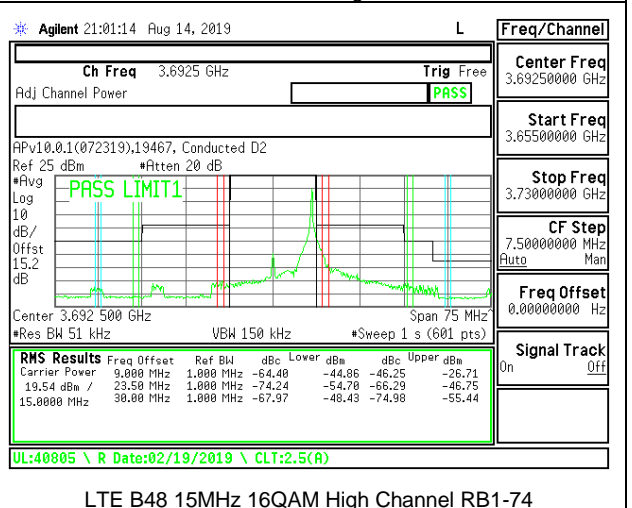 Agilent 21:01:14 Aug 14, 2019 L
Freq/Channel
Ch Freq 3.6925 GHz Trig Free
Adj Channel Power PASS
Center Freq
3.69250000 GHz
Start Freq
3.65500000 GHz
Stop Freq
3.73000000 GHz
CF Step
7.50000000 MHz
Auto Man
Freq Offset
0.00000000 Hz
Signal Track
On Off
APv10.0.1(072319),19467, Conducted D2
Ref 25 dBm #Atten 20 dB
#Avg
Log
10
dB/
Offst
15.2
dB
PASS LIMIT1
Center 3.692 500 GHz Span 75 MHz
#Res BW 51 kHz VBW 150 kHz #Sweep 1 s (601 pts)
RMS Results Freq Offset Ref BW dBc Lower dBm dBc Upper dBm
Carrier Power 9.000 MHz 1.000 MHz -64.40 -44.86 -46.25 -26.71
19.54 dBm / 23.50 MHz 1.000 MHz -74.24 -54.70 -66.29 -46.75
15.0000 MHz 30.00 MHz 1.000 MHz -67.97 -48.43 -74.98 -55.44
UL:40805 \ R Date:02/19/2019 \ CLT:2.5(A)
LTE B48 15MHz 16QAM High Channel RB1-74